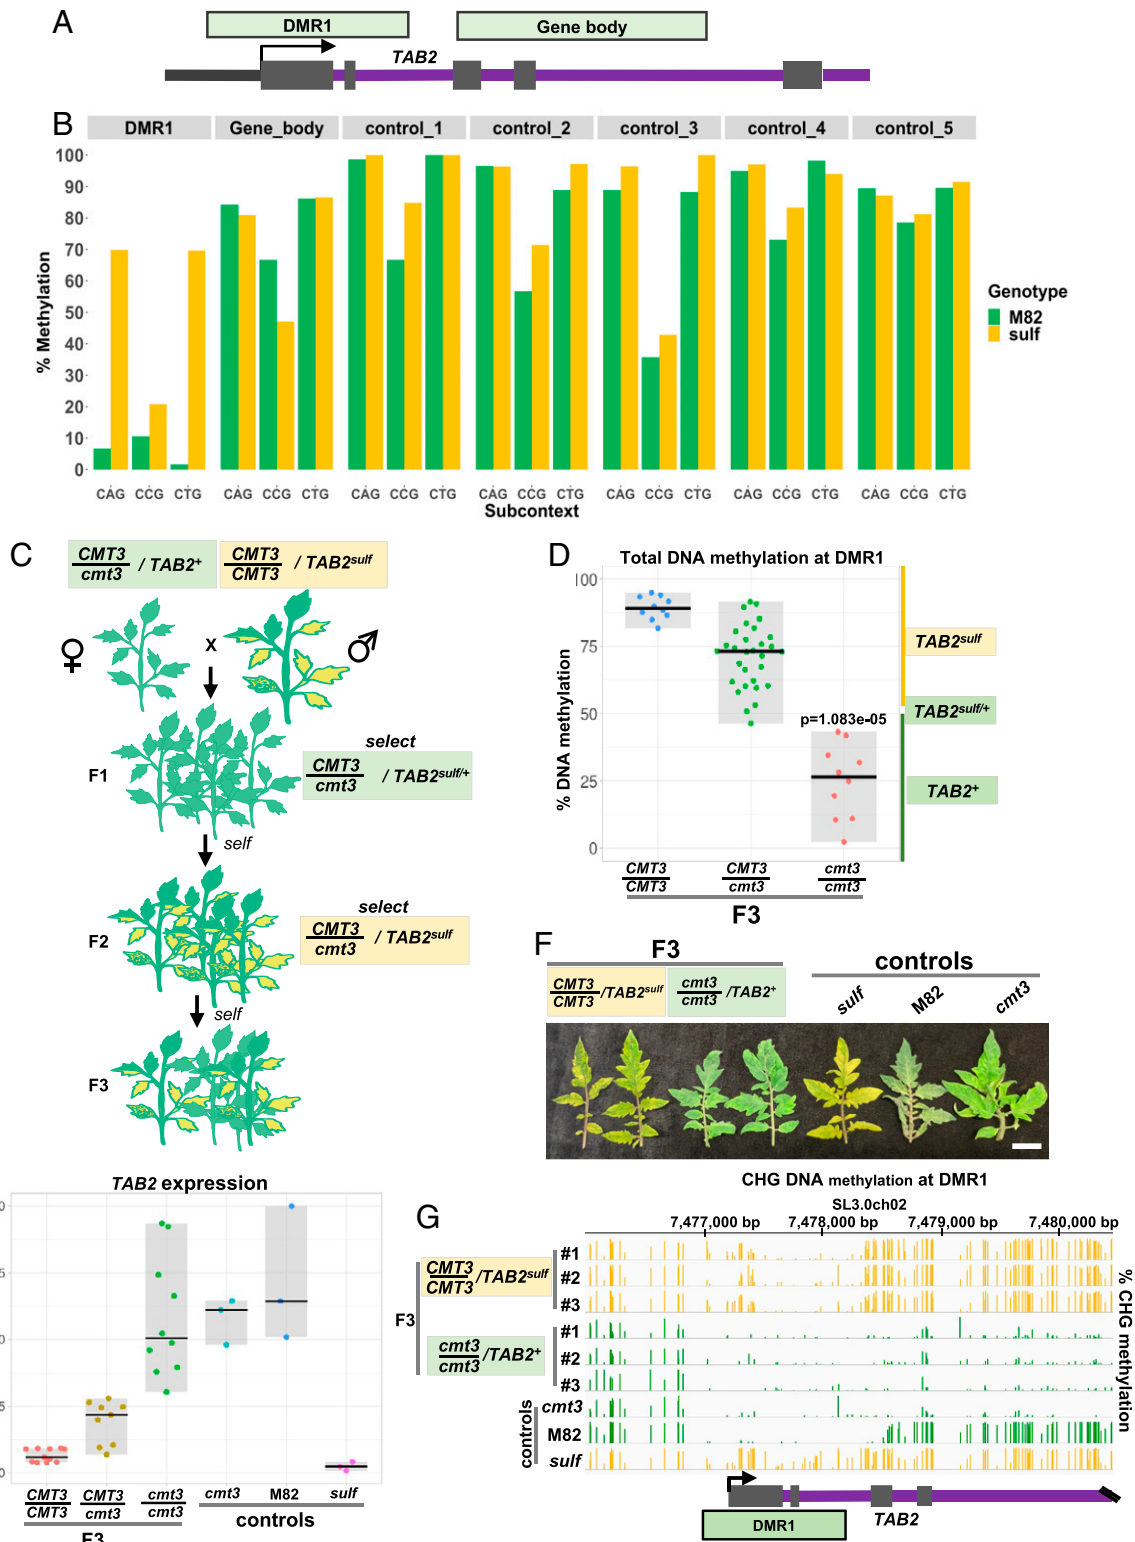 A
DMR1
Gene body
TAB2
B
DMR1 Gene_body control_1 control_2 control_3 control_4 control_5
100
90
80
70
60
50
40
30
20
10
0
% Methylation
CAG CCG CTG CAG CCG CTG CAG CCG CTG CAG CCG CTG CAG CCG CTG CAG CCG CTG CAG CCG CTG
Subcontext
Genotype
M82
sulf
C
CMT3
cmt3
/ TAB2+
CMT3
CMT3
/ TAB2sulf
♀
x
♂
F1
select
CMT3
cmt3
/ TAB2sulf/+
self
F2
select
CMT3
cmt3
/ TAB2sulf
self
F3
D
Total DNA methylation at DMR1
100
75
50
25
0
% DNA methylation
p=1.083e-05
TAB2sulf
TAB2sulf/+
TAB2+
CMT3
CMT3
CMT3
cmt3
cmt3
cmt3
F3
TAB2 expression
0
5
0
5
0
CMT3
CMT3
CMT3
cmt3
cmt3
cmt3
cmt3 M82 sulf
F3
controls
F
F3
controls
CMT3
CMT3
/TAB2sulf
cmt3
cmt3
/TAB2+
sulf
M82
cmt3
G
CHG DNA methylation at DMR1
SL3.0ch02
7,477,000 bp 7,478,000 bp 7,479,000 bp 7,480,000 bp
F3
CMT3
CMT3
/TAB2sulf
#1
#2
#3
cmt3
cmt3
/TAB2+
#1
#2
#3
controls
cmt3
M82
sulf
% CHG methylation
DMR1
TAB2